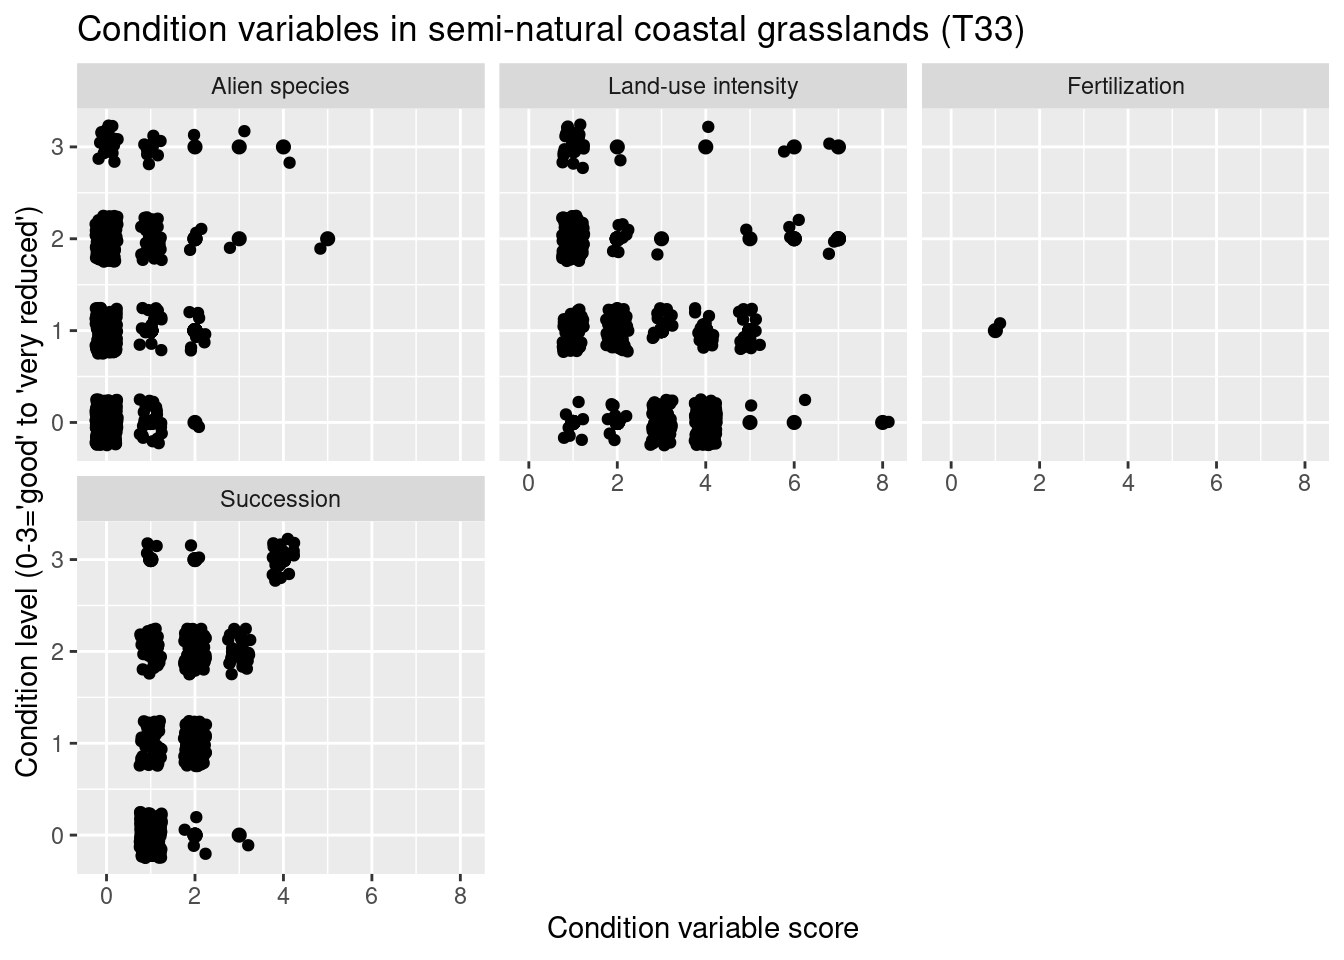 Condition variables in semi-natural coastal grasslands (T33)
Alien species
Land-use intensity
Fertilization
3
2
1
0
0 2 4 6 8
0 2 4 6 8
Succession
3
2
1
0
0 2 4 6 8
Condition level (0-3='good' to 'very reduced')
Condition variable score